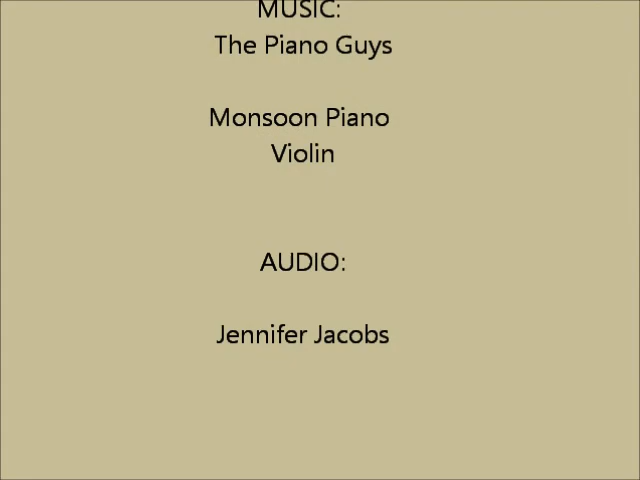 MUSIC:
The Piano Guys
Monsoon Piano
Violin
AUDIO:
Jennifer Jacobs